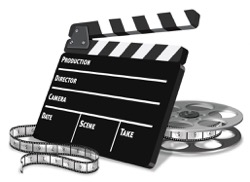 PRODUCTION
DIRECTOR
CAMERA
DATE SCENE TAKE